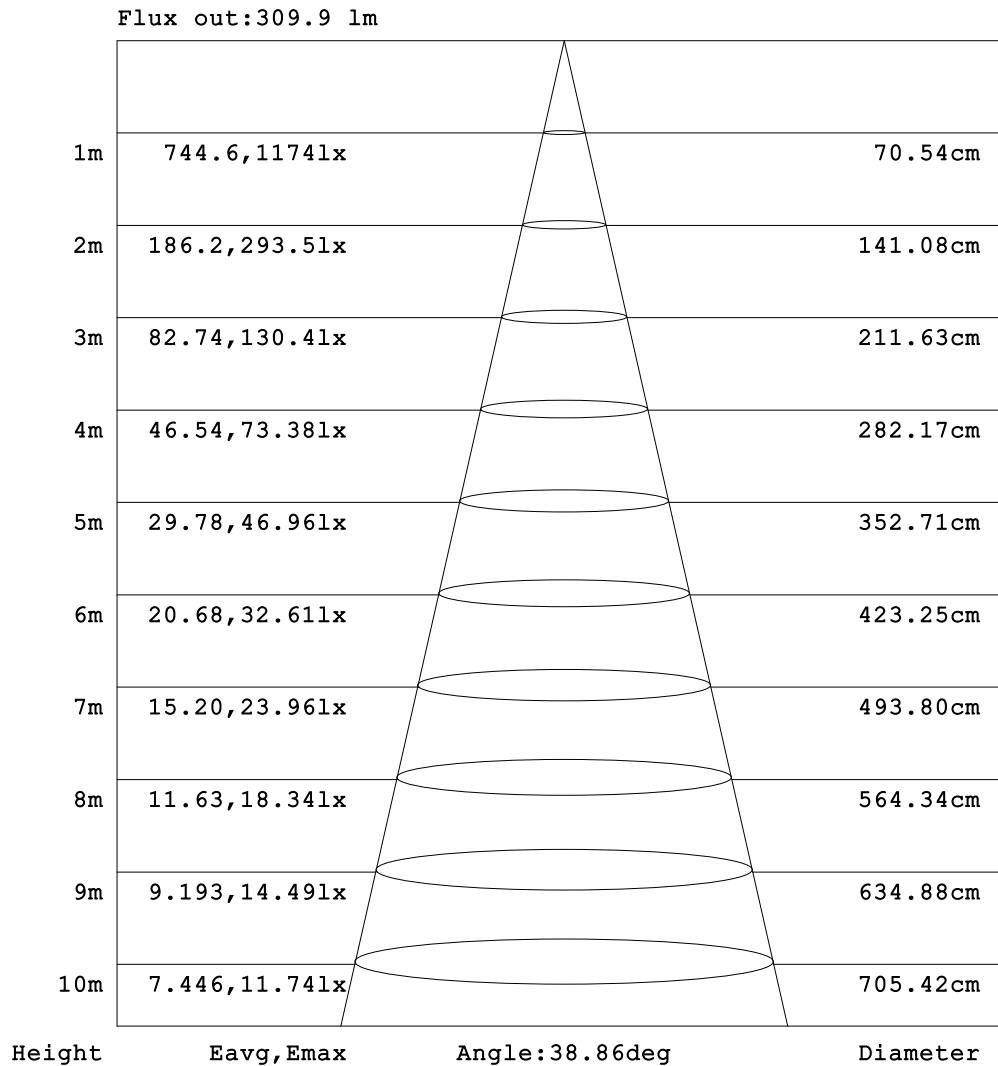 Flux out:309.9 lm
1m 744.6,1174lx 70.54cm
2m 186.2,293.5lx 141.08cm
3m 82.74,130.4lx 211.63cm
4m 46.54,73.38lx 282.17cm
5m 29.78,46.96lx 352.71cm
6m 20.68,32.61lx 423.25cm
7m 15.20,23.96lx 493.80cm
8m 11.63,18.34lx 564.34cm
9m 9.193,14.49lx 634.88cm
10m 7.446,11.74lx 705.42cm
Height Eavg,Emax Angle:38.86deg Diameter